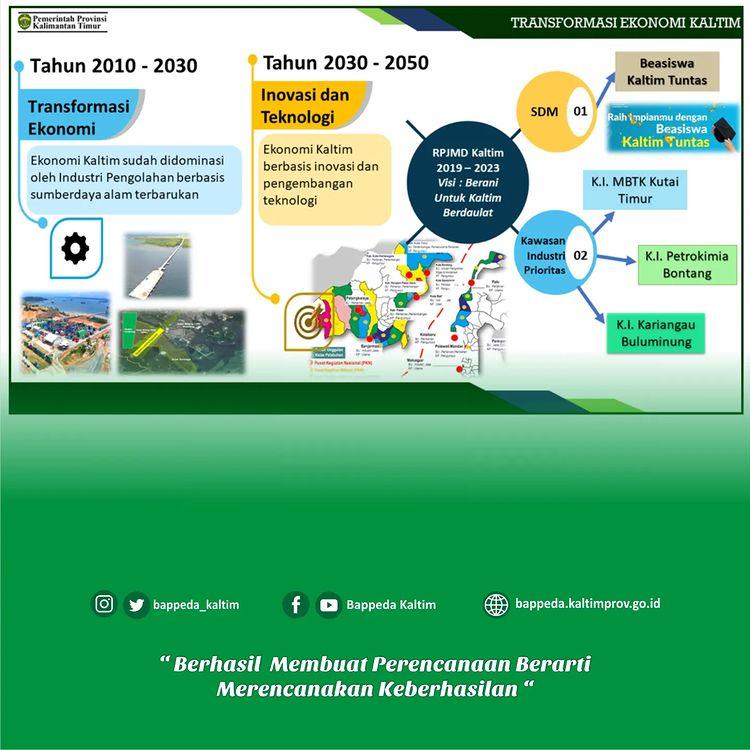 Pemerintah Provinsi
Kalimantan Timur
TRANSFORMASI EKONOMI KALTIM
Tahun 2010 - 2030
Transformasi
Ekonomi
Ekonomi Kaltim sudah didominasi
oleh Industri Pengolahan berbasis
sumberdaya alam terbarukan
Tahun 2030 - 2050
Inovasi dan
Teknologi
Ekonomi Kaltim
berbasis inovasi dan
pengembangan
teknologi
RPJMD Kaltim
2019 – 2023
Visi : Berani
Untuk Kaltim
Berdaulat
SDM
01
Beasiswa
Kaltim Tuntas
Raih Impianmu dengan
Beasiswa
Kaltim Tuntas
Kawasan
Industri
Prioritas
02
K.I. MBTK Kutai
Timur
K.I. Petrokimia
Bontang
K.I. Kariangau
Buluminung
bappeda_kaltim
Bappeda Kaltim
bappeda.kaltimprov.go.id
“ Berhasil Membuat Perencanaan Berarti
Merencanakan Keberhasilan “